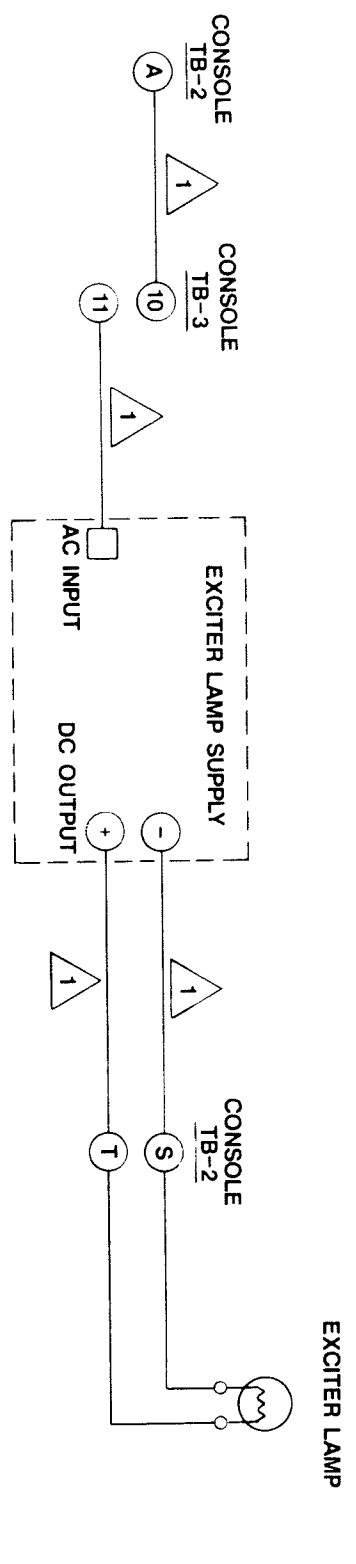 CONSOLE
TB-2
A
1
CONSOLE
TB-3
10
11
1
EXCITER LAMP SUPPLY
AC INPUT
DC OUTPUT
-
+
1
1
CONSOLE
TB-2
S
T
EXCITER LAMP